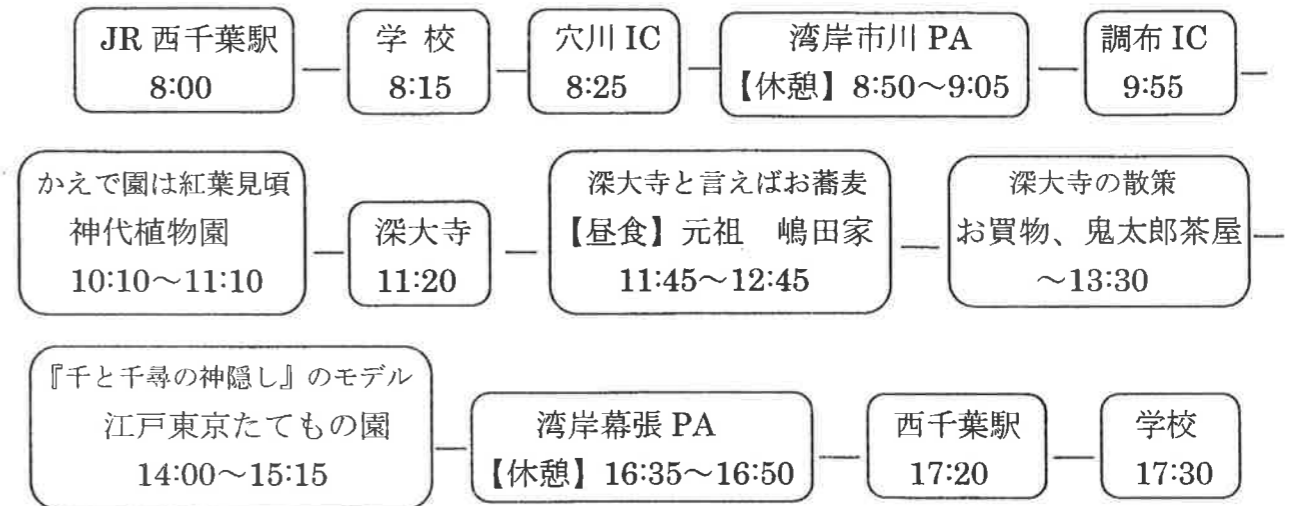 JR 西千葉駅
8:00
学 校
8:15
穴川 IC
8:25
湾岸市川 PA
【休憩】8:50～9:05
調布 IC
9:55
かえで園は紅葉見頃
神代植物園
10:10～11:10
深大寺
11:20
深大寺と言えばお蕎麦
【昼食】元祖　嶋田家
11:45～12:45
深大寺の散策
お買物、鬼太郎茶屋
～13:30
『千と千尋の神隠し』のモデル
江戸東京たてもの園
14:00～15:15
湾岸幕張 PA
【休憩】16:35～16:50
西千葉駅
17:20
学校
17:30